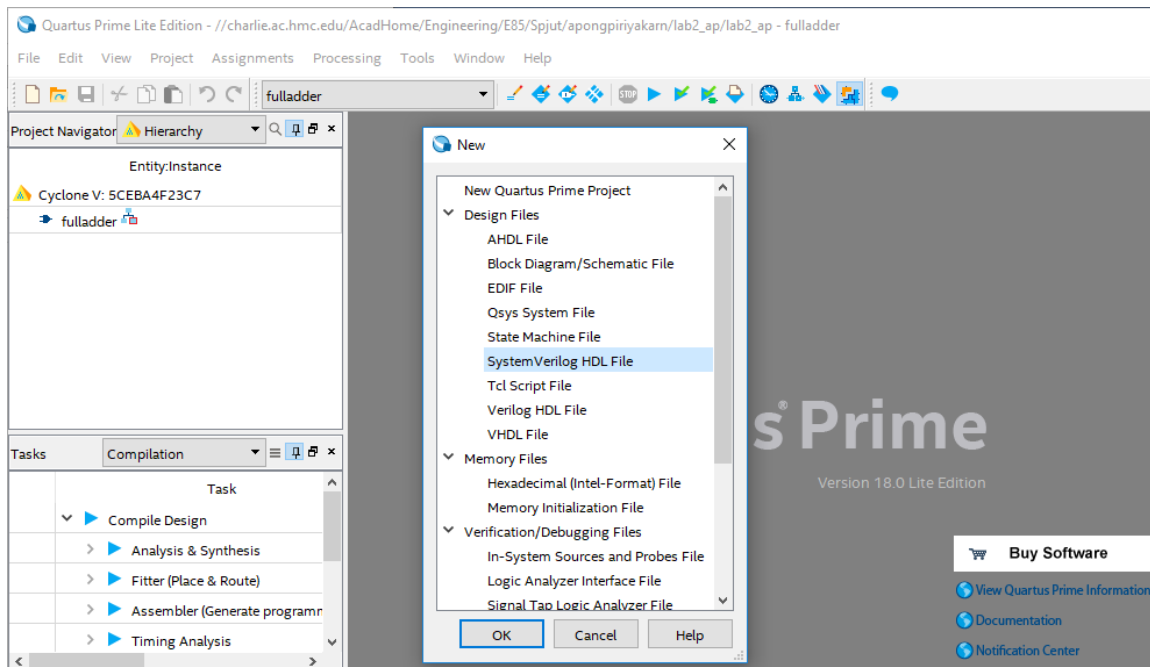 Quartus Prime Lite Edition - //charlie.ac.hmc.edu/AcadHome/Engineering/E85/Spjut/apongpiriyakarn/lab2_ap/lab2_ap - fulladder
File Edit View Project Assignments Processing Tools Window Help
fulladder
STOP
Project Navigator Hierarchy
Entity:Instance
Cyclone V: 5CEBA4F23C7
fulladder
Tasks Compilation
Task
Compile Design
Analysis & Synthesis
Fitter (Place & Route)
Assembler (Generate programm
Timing Analysis
New
New Quartus Prime Project
Design Files
AHDL File
Block Diagram/Schematic File
EDIF File
Qsys System File
State Machine File
SystemVerilog HDL File
Tcl Script File
Verilog HDL File
VHDL File
Memory Files
Hexadecimal (Intel-Format) File
Memory Initialization File
Verification/Debugging Files
In-System Sources and Probes File
Logic Analyzer Interface File
Signal Tap Logic Analyzer File
OK Cancel Help
s® Prime
Version 18.0 Lite Edition
Buy Software
View Quartus Prime Information
Documentation
Notification Center